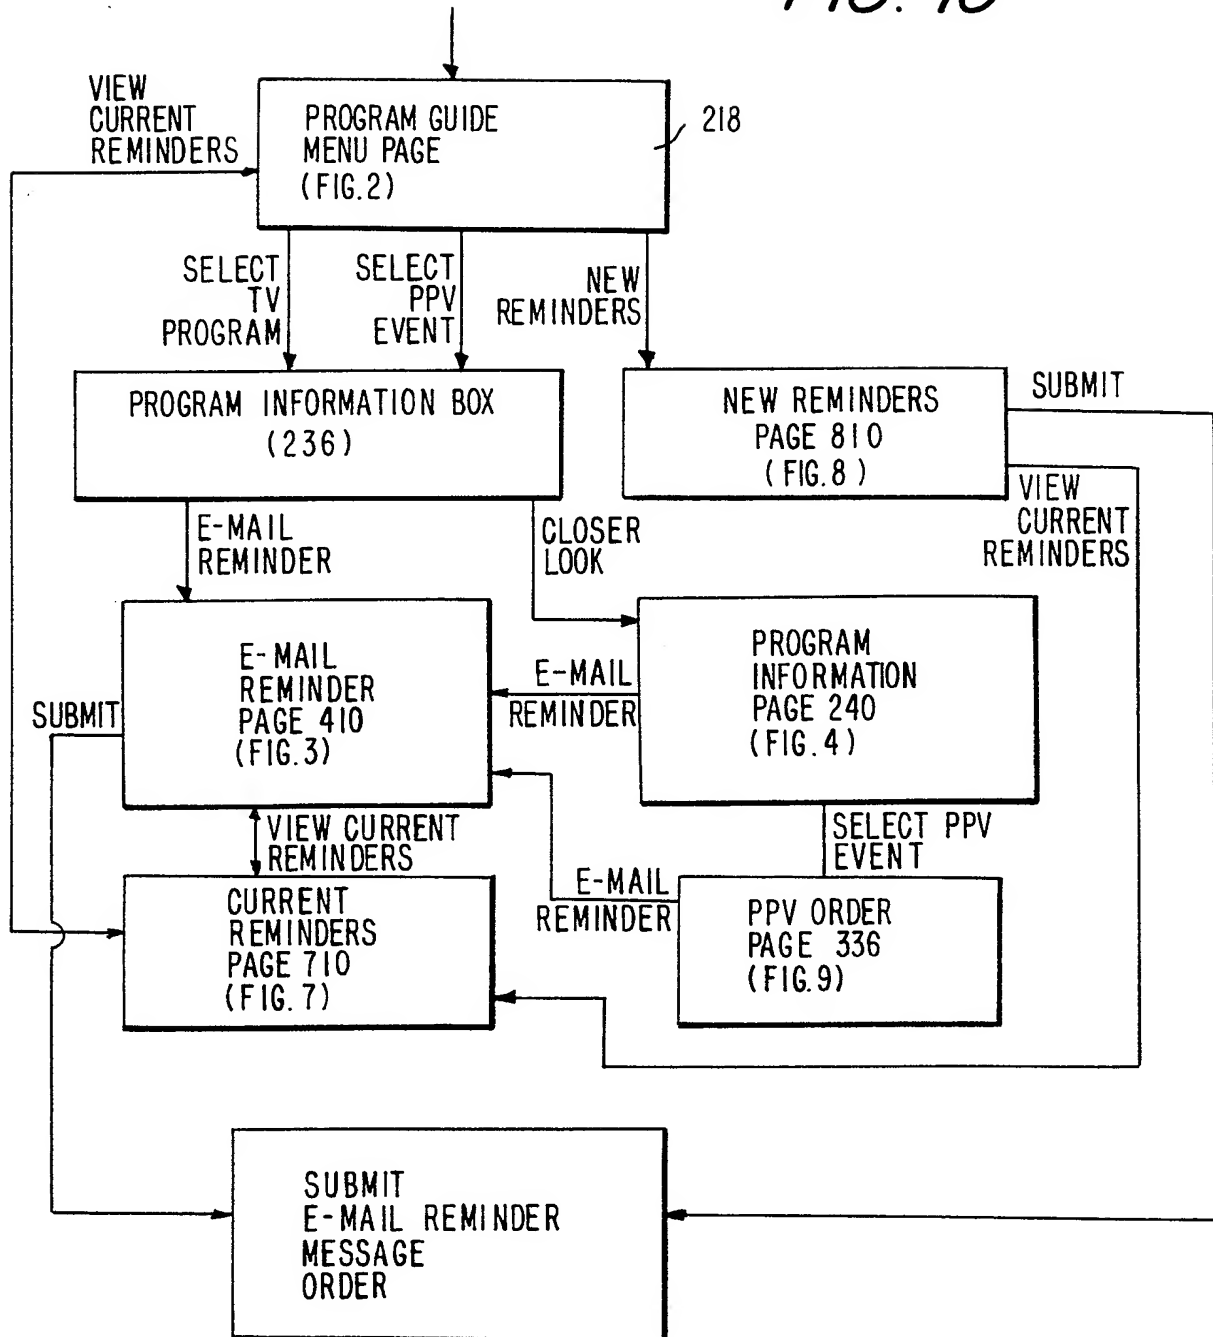 FIG. 10
VIEW
CURRENT
REMINDERS
PROGRAM GUIDE
MENU PAGE
(FIG.2)
218
SELECT
TV
PROGRAM
SELECT
PPV
EVENT
NEW
REMINDERS
PROGRAM INFORMATION BOX
(236)
NEW REMINDERS
PAGE 810
(FIG.8)
SUBMIT
VIEW
CURRENT
REMINDERS
E-MAIL
REMINDER
CLOSER
LOOK
E-MAIL
REMINDER
PAGE 410
(FIG.3)
E-MAIL
REMINDER
PROGRAM
INFORMATION
PAGE 240
(FIG.4)
SUBMIT
VIEW CURRENT
REMINDERS
SELECT PPV
EVENT
CURRENT
REMINDERS
PAGE 710
(FIG.7)
E-MAIL
REMINDER
PPV ORDER
PAGE 336
(FIG.9)
SUBMIT
E-MAIL REMINDER
MESSAGE
ORDER